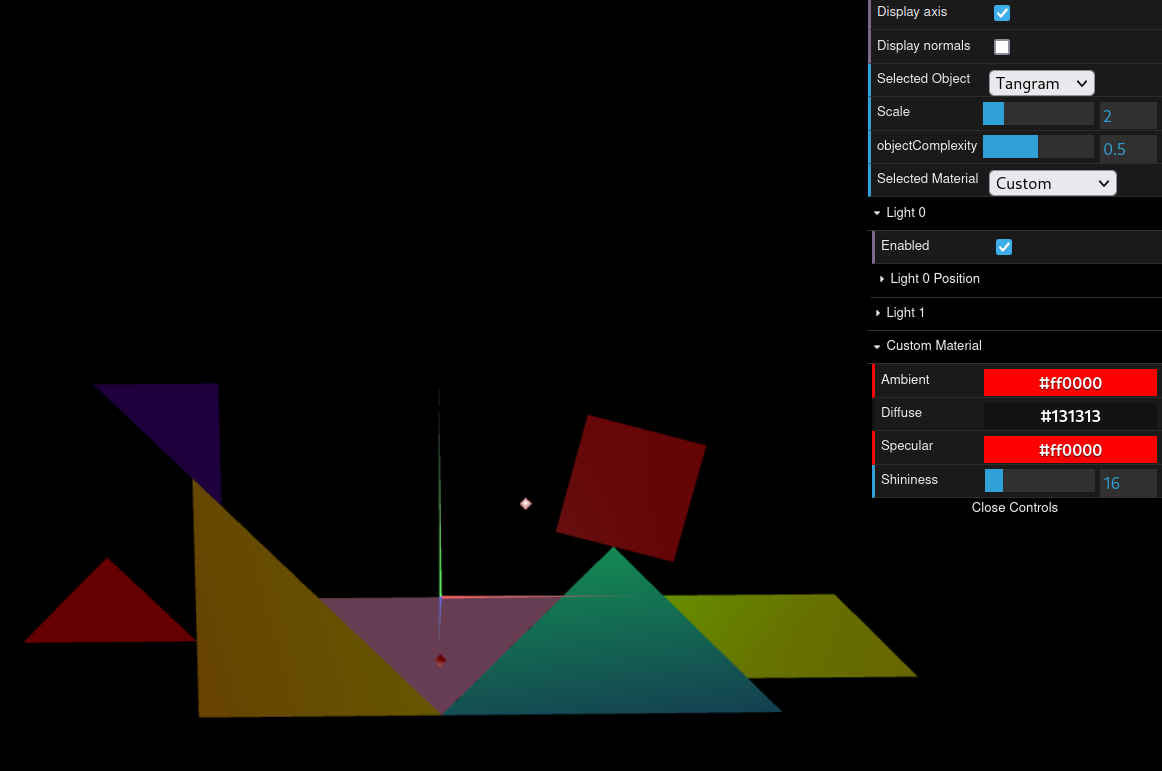 Display axis
Display normals
Selected Object Tangram
Scale 2
objectComplexity 0.5
Selected Material Custom
Light 0
Enabled
Light 0 Position
Light 1
Custom Material
Ambient #ff0000
Diffuse #131313
Specular #ff0000
Shininess 16
Close Controls